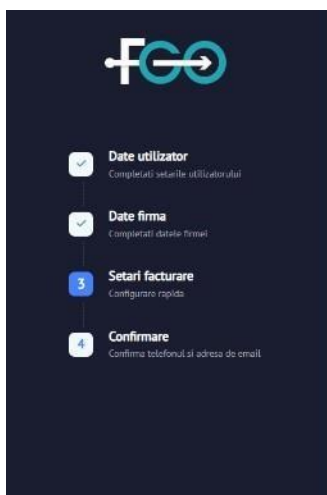 FGO
Date utilizator
Completati setarile utilizatorului
Date firma
Completati datele firmei
3
Setari facturare
Configurare rapida
4
Confirmare
Confirma telefonul si adresa de email